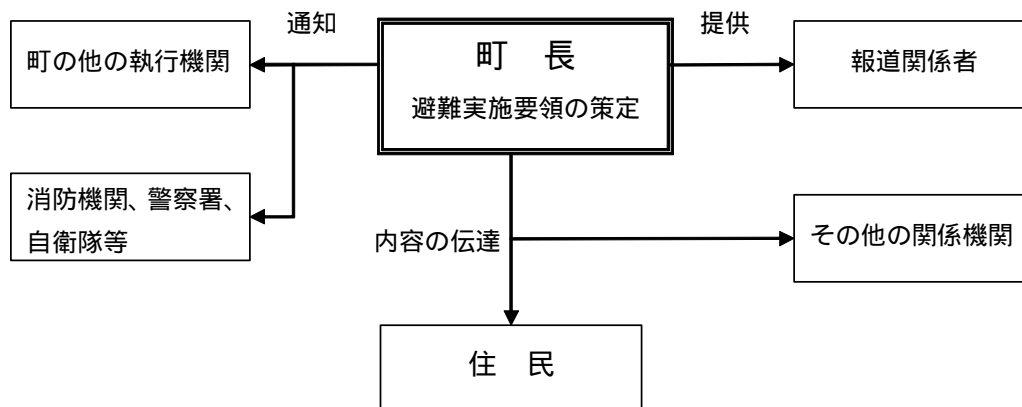 通知
提供
町の他の執行機関
町　長
避難実施要領の策定
報道関係者
消防機関、警察署、
自衛隊等
内容の伝達
その他の関係機関
住　民